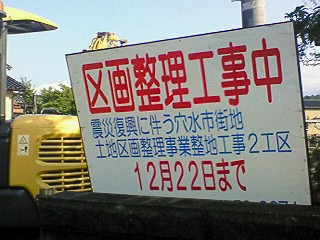 区画整理工事中
震災復興に伴う穴水市街地
土地区画整理事業整地工事2工区
12月22日まで